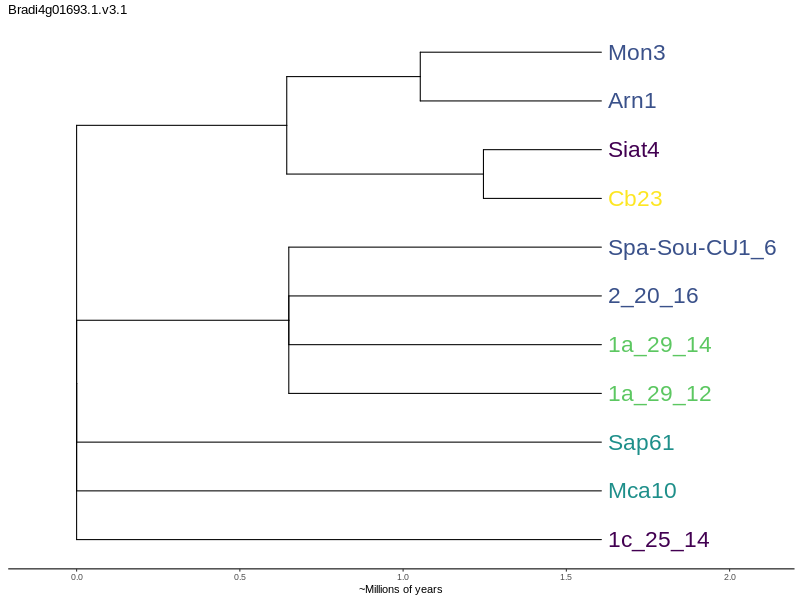 Bradi4g01693.1.v3.1
Mon3
Arn1
Siat4
Cb23
Spa-Sou-CU1_6
2_20_16
1a_29_14
1a_29_12
Sap61
Mca10
1c_25_14
0.0 0.5 1.0 1.5 2.0
~Millions of years